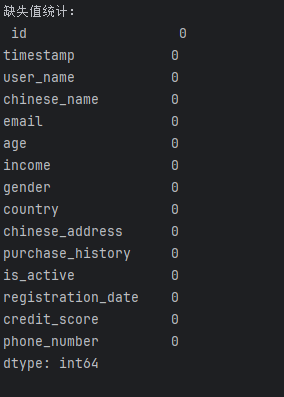 缺失值统计：
id 0
timestamp 0
user_name 0
chinese_name 0
email 0
age 0
income 0
gender 0
country 0
chinese_address 0
purchase_history 0
is_active 0
registration_date 0
credit_score 0
phone_number 0
dtype: int64